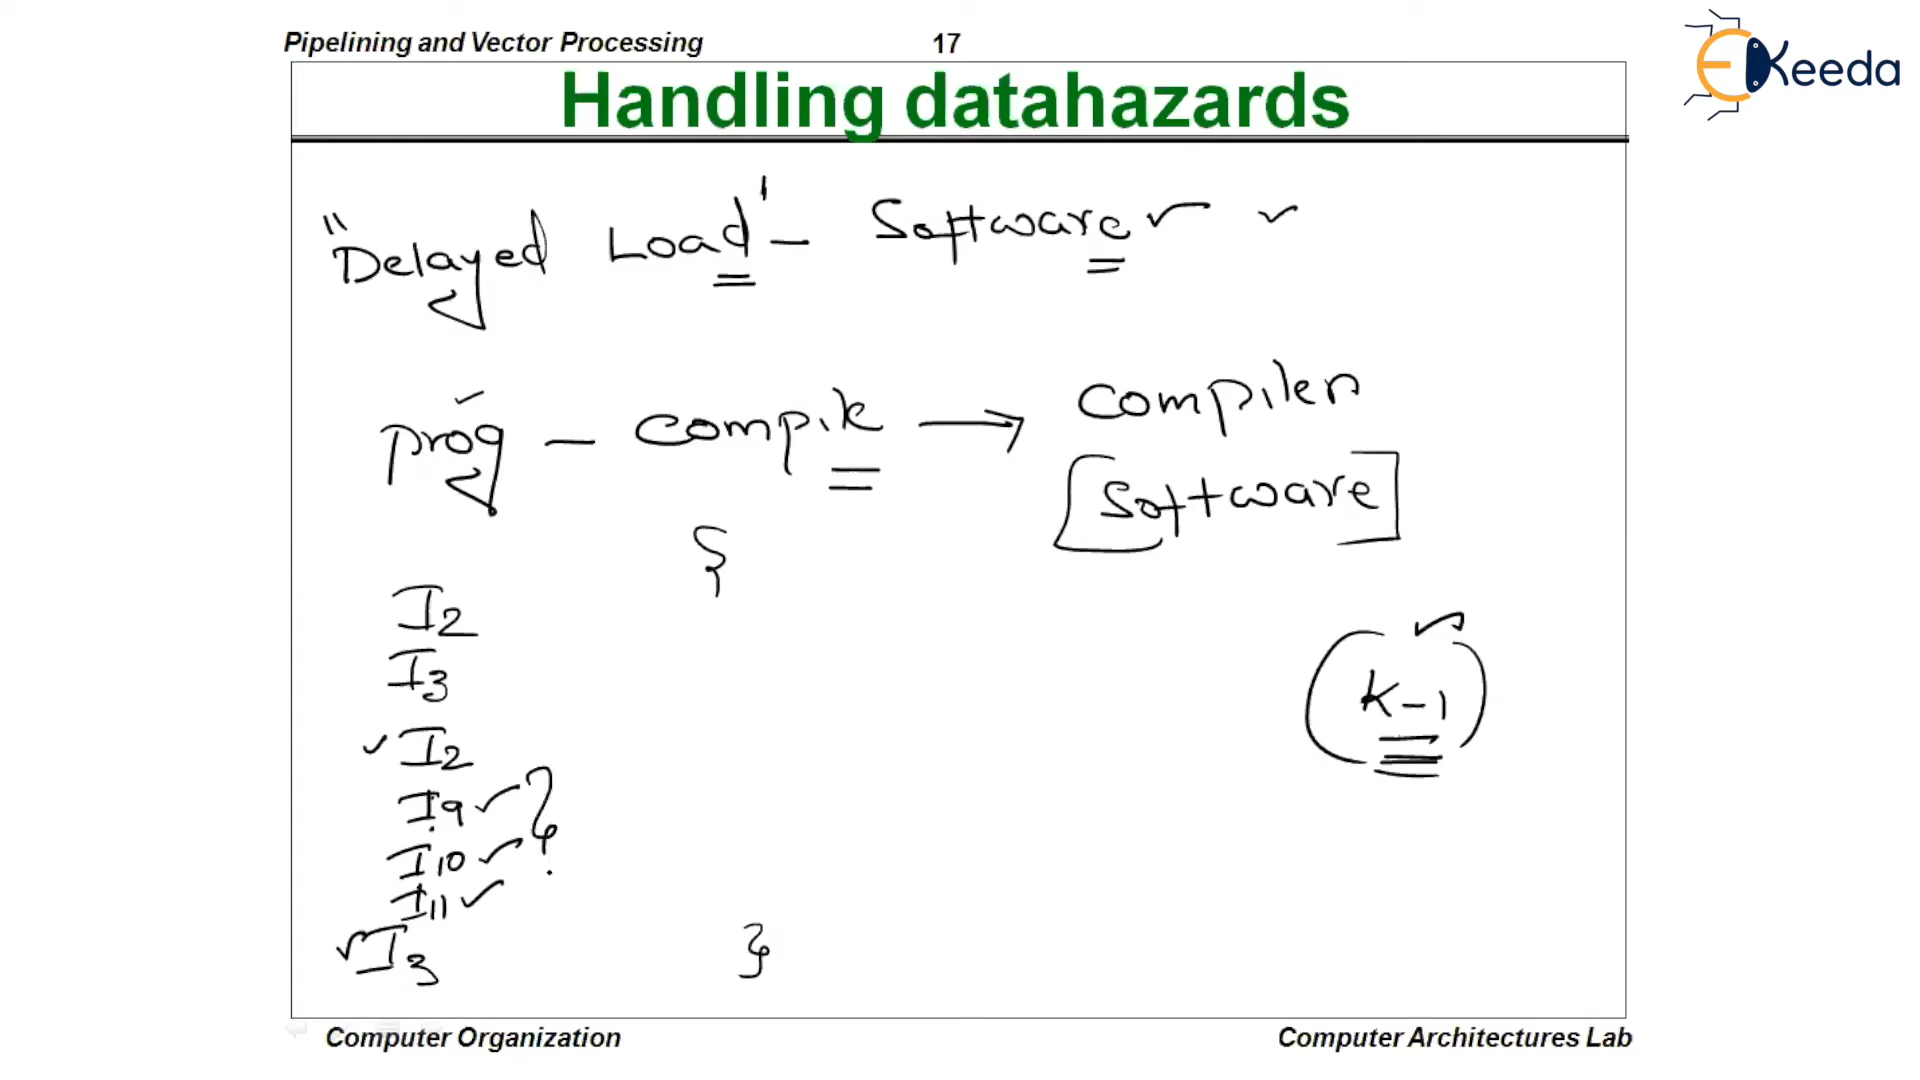 Pipelining and Vector Processing 17
EKeeda
Handling datahazards
"Delayed Load' - Software
prog - compile → compiler
[Software]
{
I2
I3
I2
I9
I10
I11
I3
}
(K-1)
Computer Organization
Computer Architectures Lab